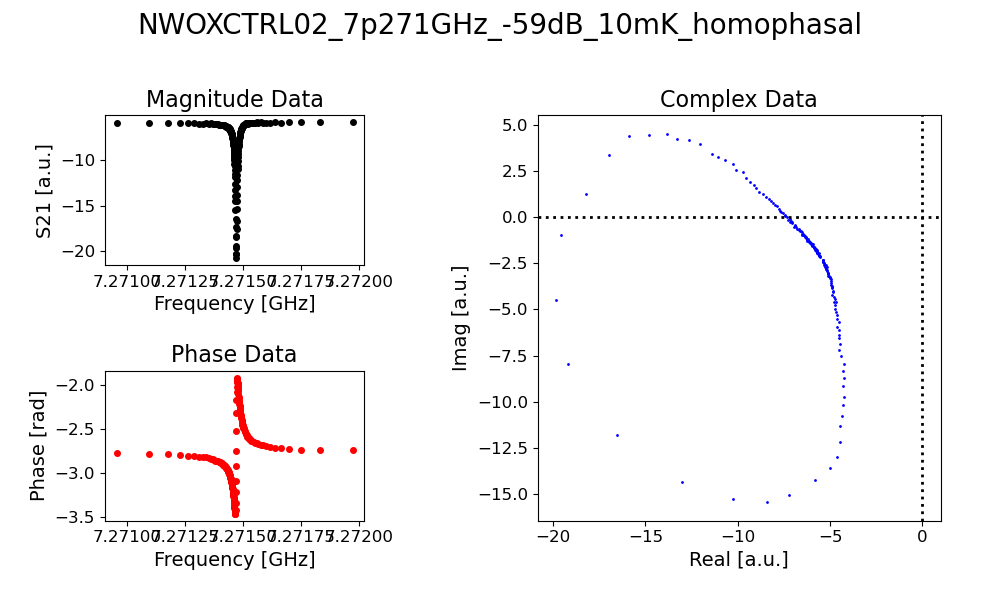 NWOXCTRL02_7p271GHz_-59dB_10mK_homophasal
Magnitude Data
S21 [a.u.]
−10
−15
−20
7.27100 7.27125 7.27150 7.27175 7.27200
Frequency [GHz]
Phase Data
Phase [rad]
−2.0
−2.5
−3.0
−3.5
7.27100 7.27125 7.27150 7.27175 7.27200
Frequency [GHz]
Complex Data
Imag [a.u.]
5.0
2.5
0.0
−2.5
−5.0
−7.5
−10.0
−12.5
−15.0
−20 −15 −10 −5 0
Real [a.u.]